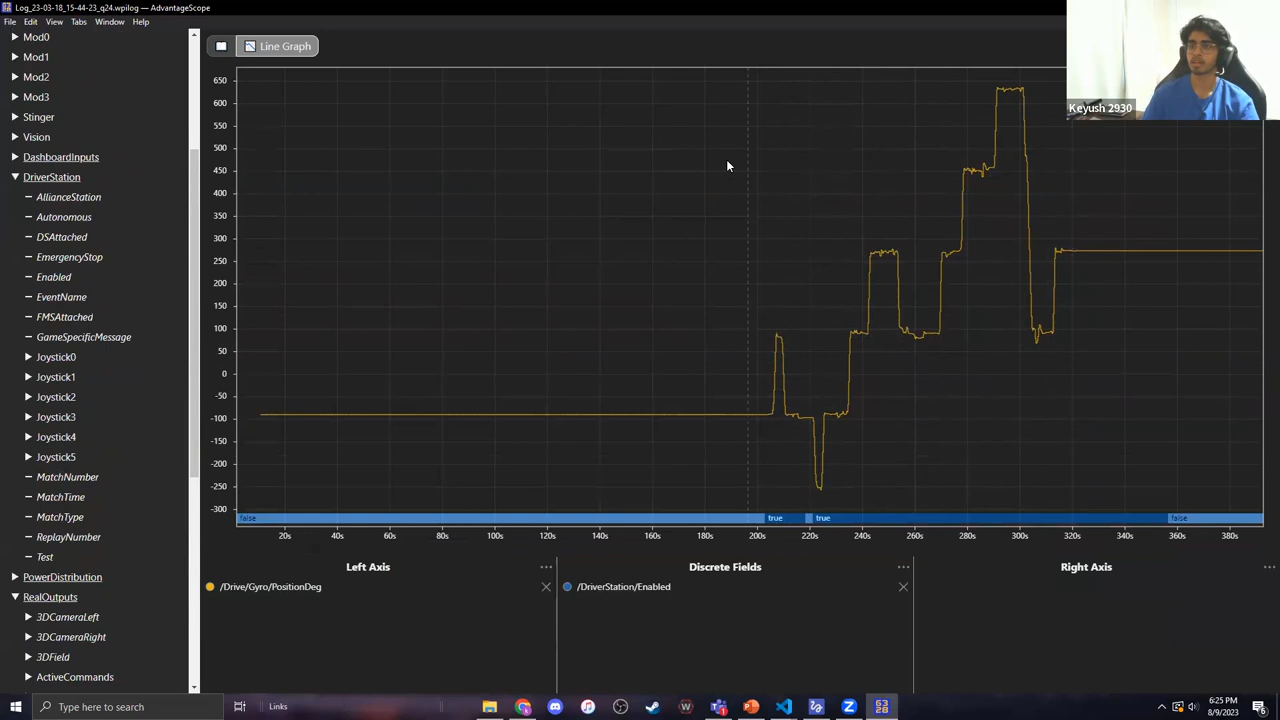 Log_23-03-18_15-44-23_q24.wpilog — AdvantageScope
File Edit View Tabs Window Help
Mod0
Mod1
Mod2
Mod3
Stinger
Vision
DashboardInputs
DriverStation
AllianceStation
Autonomous
DSAttached
EmergencyStop
Enabled
EventName
FMSAttached
GameSpecificMessage
Joystick0
Joystick1
Joystick2
Joystick3
Joystick4
Joystick5
MatchNumber
MatchTime
MatchType
ReplayNumber
Test
PowerDistribution
RealOutputs
3DCameraLeft
3DCameraRight
3DField
ActiveCommands
Line Graph
650
600
550
500
450
400
350
300
250
200
150
100
50
0
-50
-100
-150
-200
-250
-300
false true true false
20s 40s 60s 80s 100s 120s 140s 160s 180s 200s 220s 240s 260s 280s 300s 320s 340s 360s 380s
Left Axis
/Drive/Gyro/PositionDeg
Discrete Fields
/DriverStation/Enabled
Right Axis
Keyush 2930
Type here to search
Links
6328
6:25 PM
8/9/2023
6